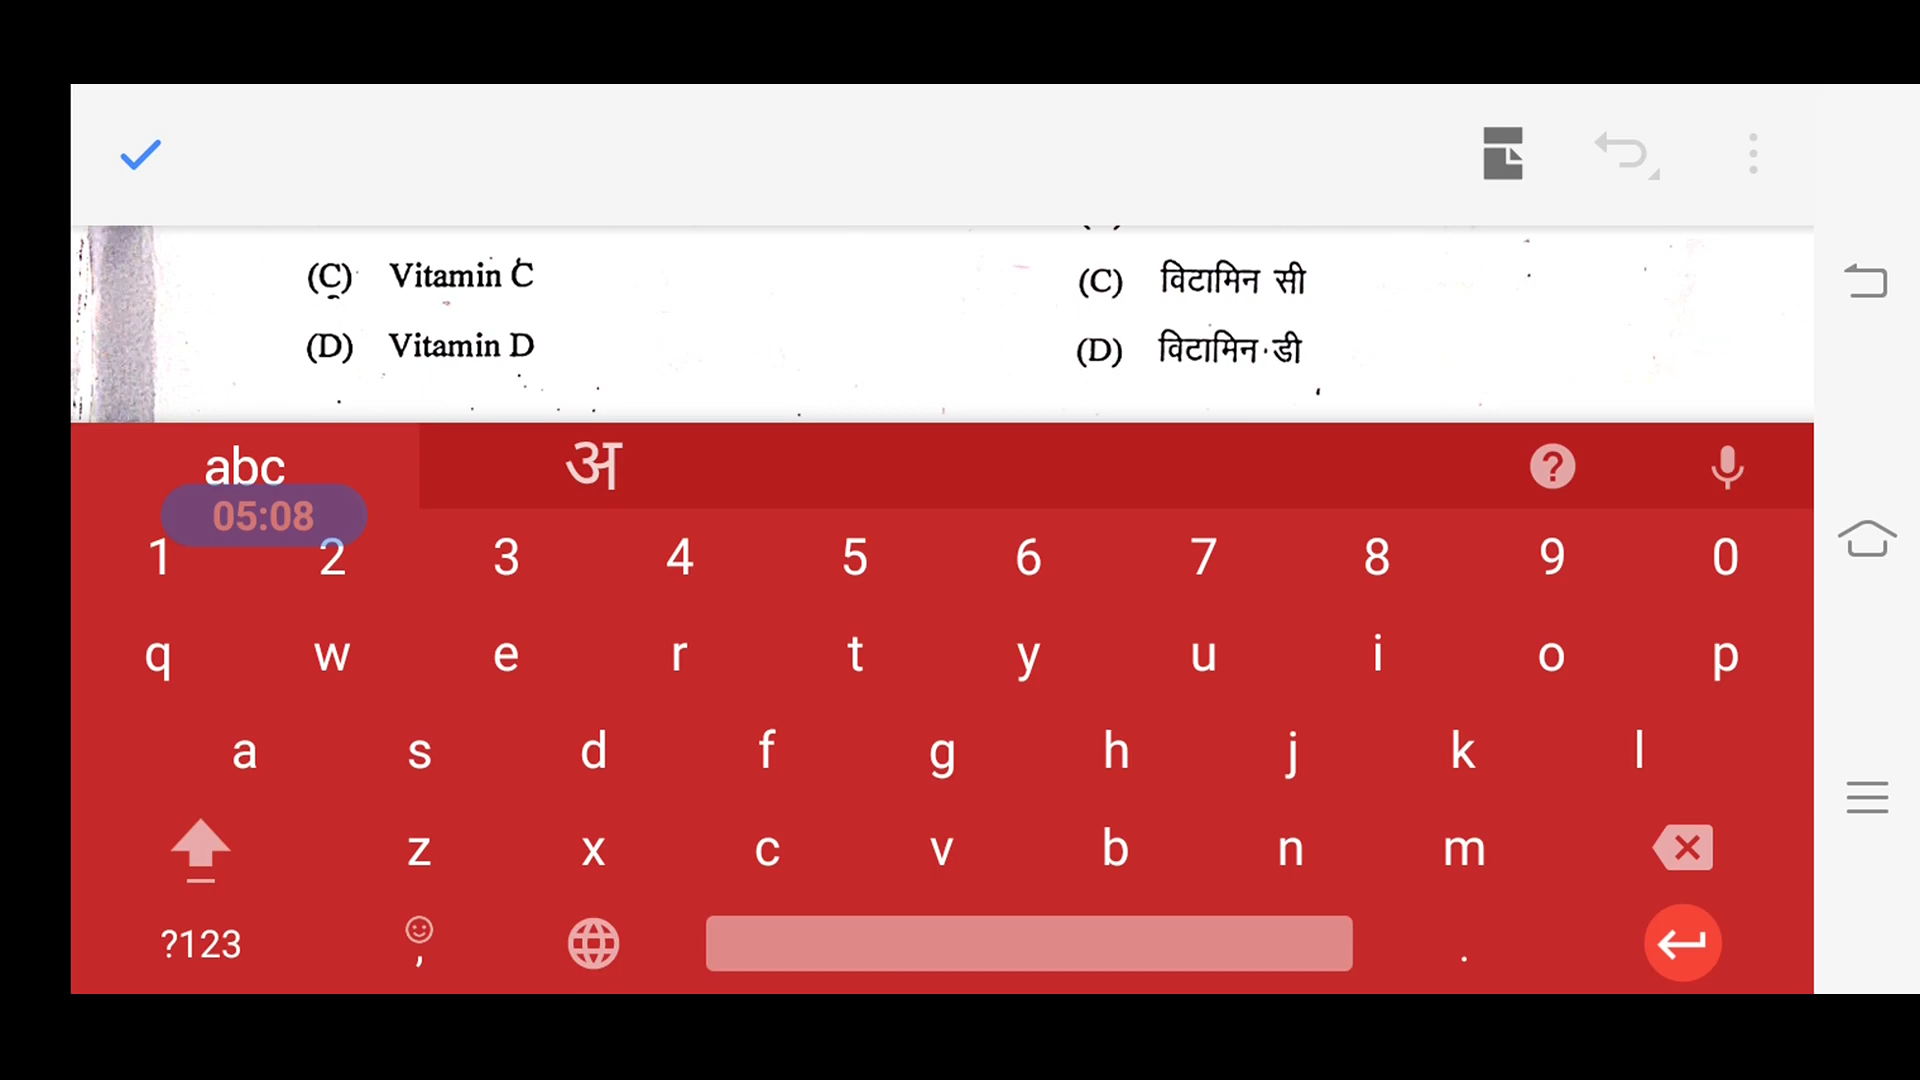 (C) Vitamin C (C) विटामिन सी
(D) Vitamin D (D) विटामिन डी
abc अ ?
05:08
1 2 3 4 5 6 7 8 9 0
q w e r t y u i o p
a s d f g h j k l
z x c v b n m
?123 , .